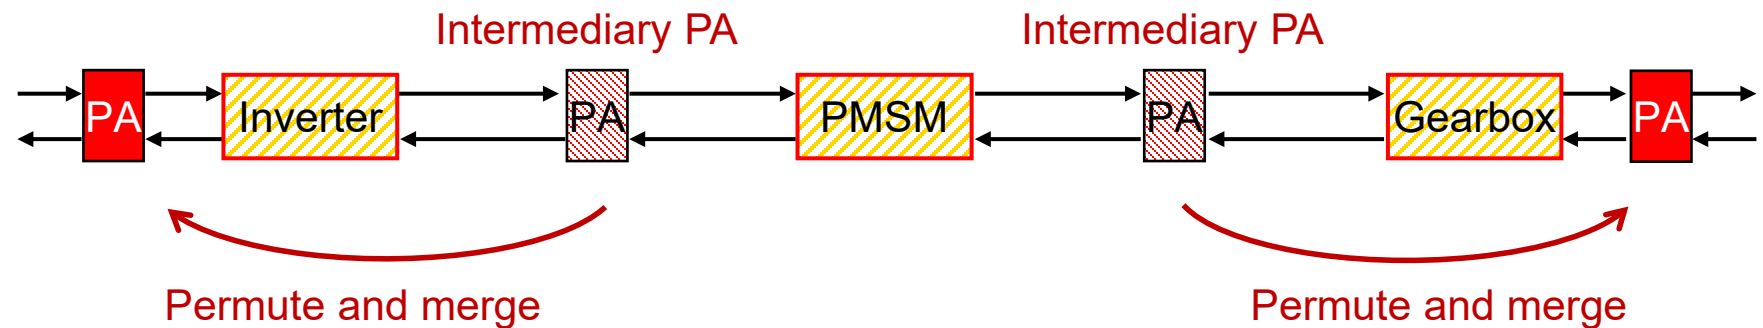 Intermediary PA
Intermediary PA
PA
Inverter
PA
PMSM
PA
Gearbox
PA
Permute and merge
Permute and merge